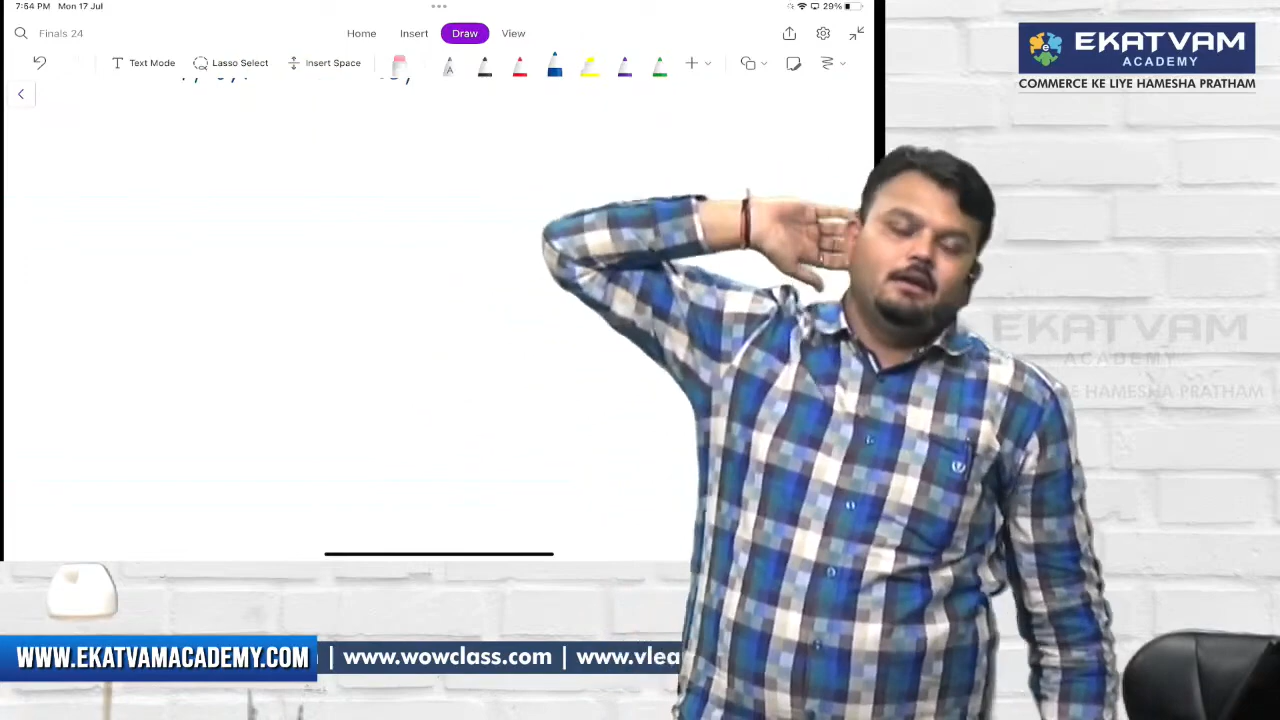 7:54 PM Mon 17 Jul
29%
Finals 24
Home Insert Draw View
Text Mode Lasso Select Insert Space
EKATVAM
ACADEMY
COMMERCE KE LIYE HAMESHA PRATHAM
EKATVAM
ACADEMY
HAMESHA PRATHAM
WWW.EKATVAMACADEMY.COM | www.wowclass.com |